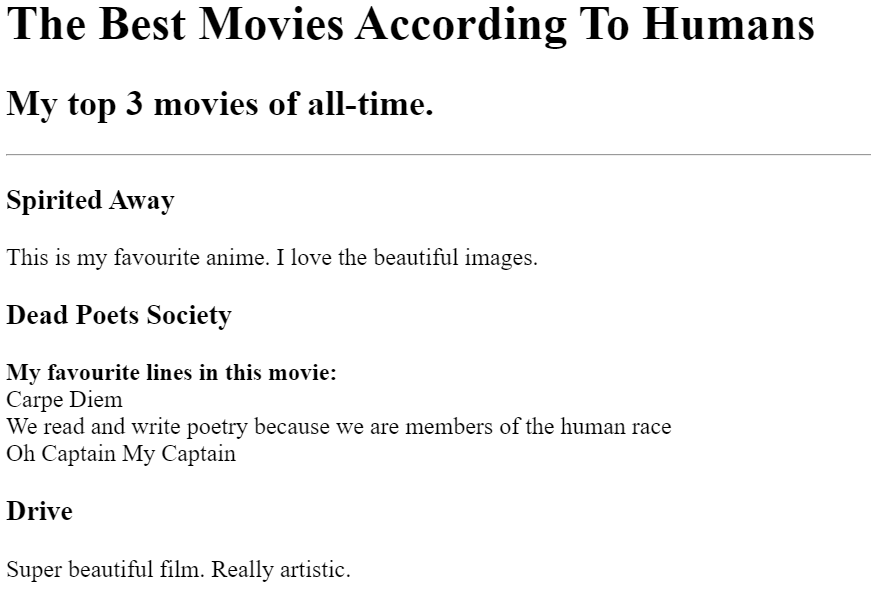 The Best Movies According To Humans
My top 3 movies of all-time.
Spirited Away
This is my favourite anime. I love the beautiful images.
Dead Poets Society
My favourite lines in this movie:
Carpe Diem
We read and write poetry because we are members of the human race
Oh Captain My Captain
Drive
Super beautiful film. Really artistic.